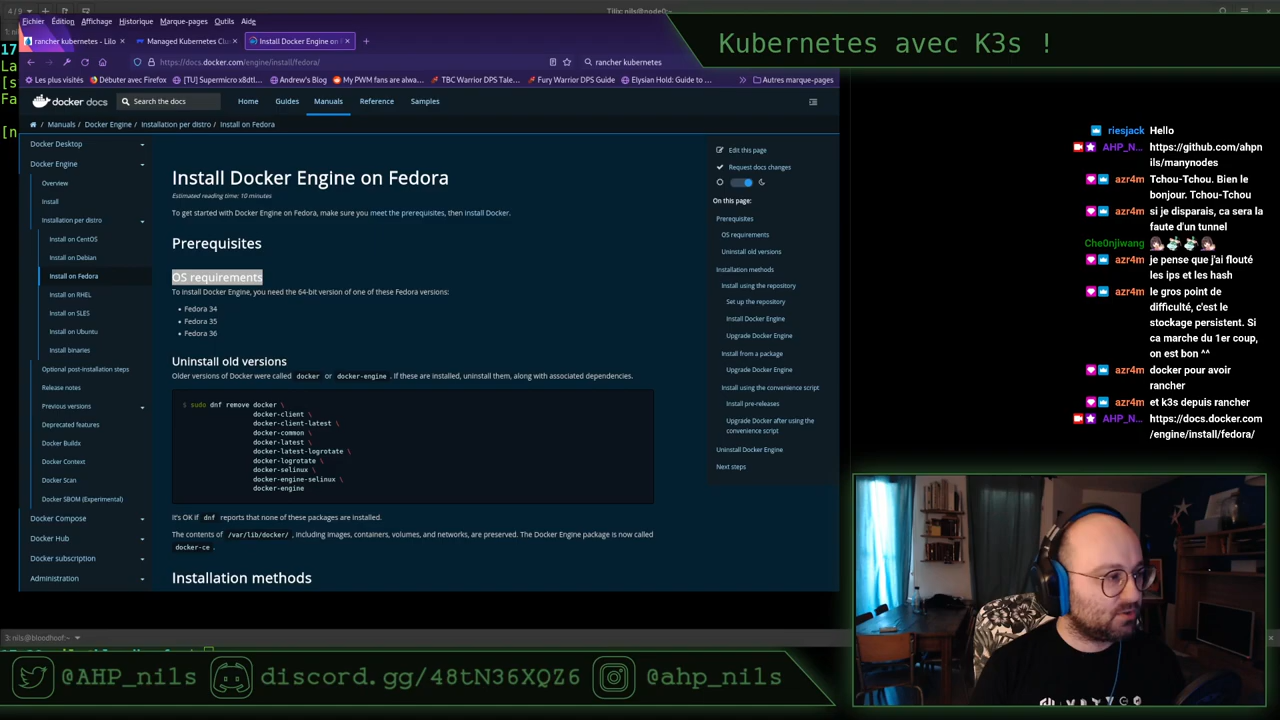 4 / 9
Tilix: nils@node0:~
Fichier Édition Affichage Historique Marque-pages Outils Aide
rancher kubernetes - Lilo
Managed Kubernetes Clu
Install Docker Engine on F
https://docs.docker.com/engine/install/fedora/
rancher kubernetes
Les plus visités
Débuter avec Firefox
[TU] Supermicro x8dtl...
Andrew's Blog
My PWM fans are alwa...
TBC Warrior DPS Tale...
Fury Warrior DPS Guide
Elysian Hold: Guide to ...
Autres marque-pages
docker docs
Search the docs
Home
Guides
Manuals
Reference
Samples
Manuals / Docker Engine / Installation per distro / Install on Fedora
Docker Desktop
Docker Engine
Overview
Install
Installation per distro
Install on CentOS
Install on Debian
Install on Fedora
Install on RHEL
Install on SLES
Install on Ubuntu
Install binaries
Optional post-installation steps
Release notes
Previous versions
Deprecated features
Docker Buildx
Docker Context
Docker Scan
Docker SBOM (Experimental)
Docker Compose
Docker Hub
Docker subscription
Administration
Install Docker Engine on Fedora
Estimated reading time: 10 minutes
To get started with Docker Engine on Fedora, make sure you meet the prerequisites, then install Docker.
Prerequisites
OS requirements
To install Docker Engine, you need the 64-bit version of one of these Fedora versions:
• Fedora 34
• Fedora 35
• Fedora 36
Uninstall old versions
Older versions of Docker were called docker or docker-engine. If these are installed, uninstall them, along with associated dependencies.
$ sudo dnf remove docker \
docker-client \
docker-client-latest \
docker-common \
docker-latest \
docker-latest-logrotate \
docker-logrotate \
docker-selinux \
docker-engine-selinux \
docker-engine
It's OK if dnf reports that none of these packages are installed.
The contents of /var/lib/docker/, including images, containers, volumes, and networks, are preserved. The Docker Engine package is now called
docker-ce.
Installation methods
Edit this page
Request docs changes
On this page:
Prerequisites
OS requirements
Uninstall old versions
Installation methods
Install using the repository
Set up the repository
Install Docker Engine
Upgrade Docker Engine
Install from a package
Upgrade Docker Engine
Install using the convenience script
Install pre-releases
Upgrade Docker after using the
convenience script
Uninstall Docker Engine
Next steps
17
La
[s
Fa
[n
Kubernetes avec K3s !
riesjack Hello
AHP_N... https://github.com/ahpn
ils/manynodes
azr4m Tchou-Tchou. Bien le
bonjour. Tchou-Tchou
azr4m si je disparais, ca sera la
faute d'un tunnel
Che0njiwang
azr4m je pense que j'ai flouté
les ips et les hash
azr4m le gros point de
difficulté, c'est le
stockage persistent. Si
ca marche du 1er coup,
on est bon ^^
azr4m docker pour avoir
rancher
azr4m et k3s depuis rancher
AHP_N... https://docs.docker.com
/engine/install/fedora/
3: nils@bloodhoof:~
@AHP_nils
discord.gg/48tN36XQZ6
@ahp_nils